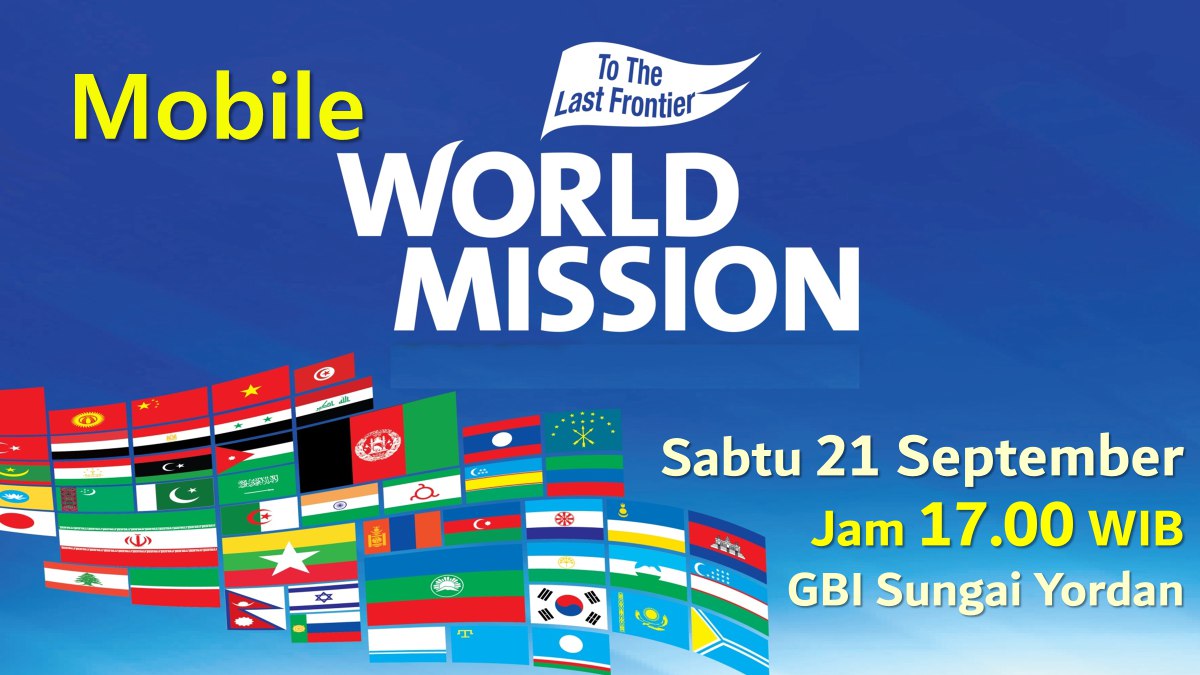 Mobile
To The
Last Frontier
WORLD
MISSION
Sabtu 21 September
Jam 17.00 WIB
GBI Sungai Yordan